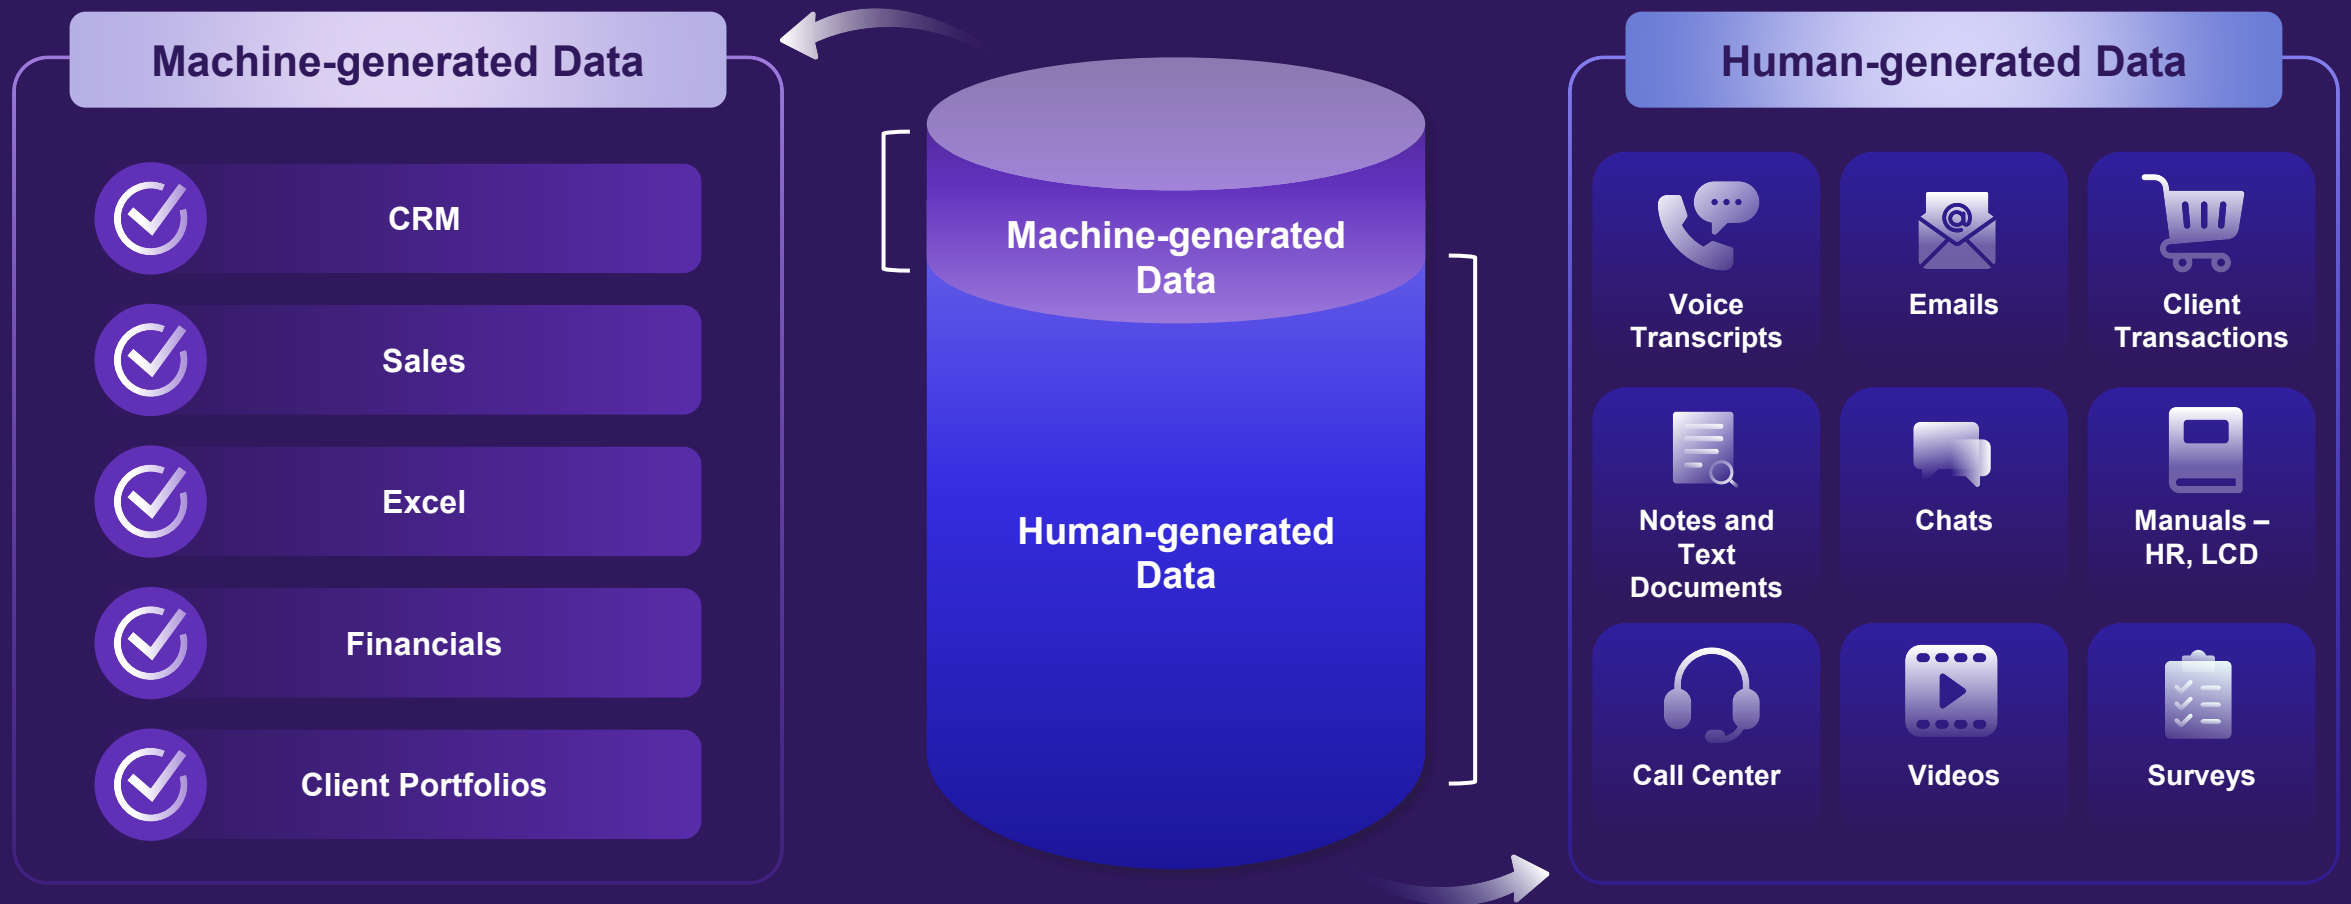 Machine-generated Data
CRM
Sales
Excel
Financials
Client Portfolios
Machine-generated
Data
Human-generated
Data
Human-generated Data
Voice
Transcripts
Emails
Client
Transactions
Notes and
Text
Documents
Chats
Manuals –
HR, LCD
Call Center
Videos
Surveys